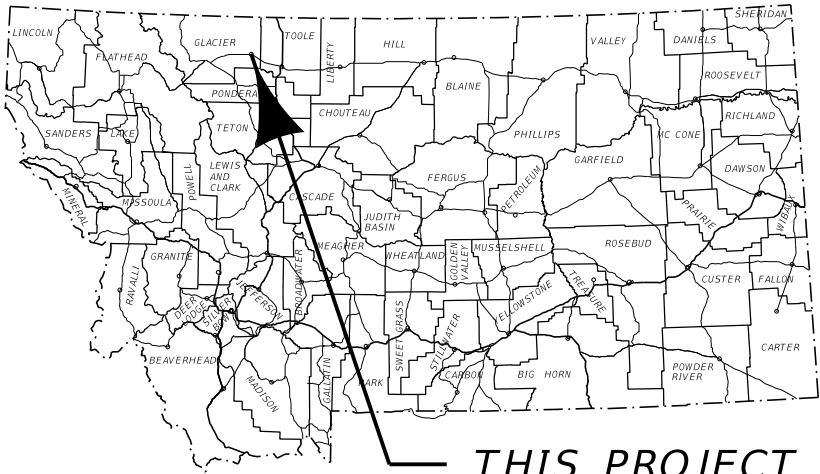 LINCOLN
FLATHEAD
GLACIER
TOOLE
LIBERTY
HILL
BLAINE
VALLEY
DANIELS
SHERIDAN
ROOSEVELT
PONDERA
CHOUTEAU
TETON
SANDERS
LAKE
PHILLIPS
MC CONE
RICHLAND
GARFIELD
DAWSON
MINERAL
MISSOULA
POWELL
LEWIS
AND
CLARK
CASCADE
FERGUS
PETROLEUM
JUDITH
BASIN
PRAIRIE
WIBAUX
RAVALLI
GRANITE
MEAGHER
BROADWATER
WHEATLAND
GOLDEN
VALLEY
MUSSELSHELL
ROSEBUD
TREASURE
CUSTER
FALLON
DEER
LODGE
SILVER
BOW
JEFFERSON
YELLOWSTONE
SWEET GRASS
STILLWATER
BEAVERHEAD
MADISON
GALLATIN
PARK
CARBON
BIG HORN
POWDER
RIVER
CARTER
THIS PROJECT